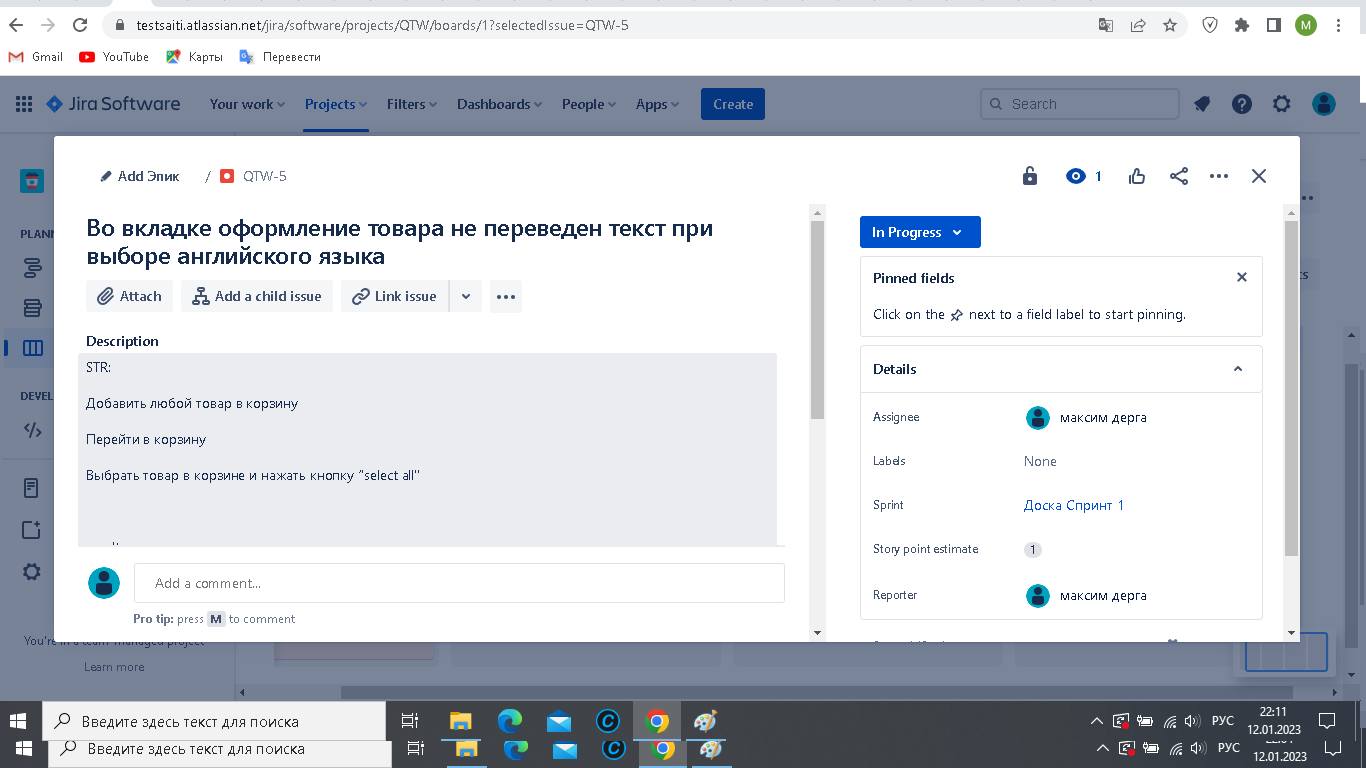 testsaiti.atlassian.net/jira/software/projects/QTW/boards/1?selectedIssue=QTW-5
M
Gmail
YouTube
Карты
Перевести
Jira Software
Your work
Projects
Filters
Dashboards
People
Apps
Create
Search
Add Эпик
/
QTW-5
1
PLANN
DEVEL
Во вкладке оформление товара не переведен текст при
выборе английского языка
Attach
Add a child issue
Link issue
Description
STR:
Добавить любой товар в корзину
Перейти в корзину
Выбрать товар в корзине и нажать кнопку "select all"
Add a comment...
Pro tip: press M to comment
In Progress
Pinned fields
Click on the next to a field label to start pinning.
Details
Assignee
максим дерга
Labels
None
Sprint
Доска Спринт 1
Story point estimate
1
Reporter
максим дерга
You're in a team-managed project
Learn more
Введите здесь текст для поиска
РУС
22:11
12.01.2023
Введите здесь текст для поиска
РУС
12.01.2023